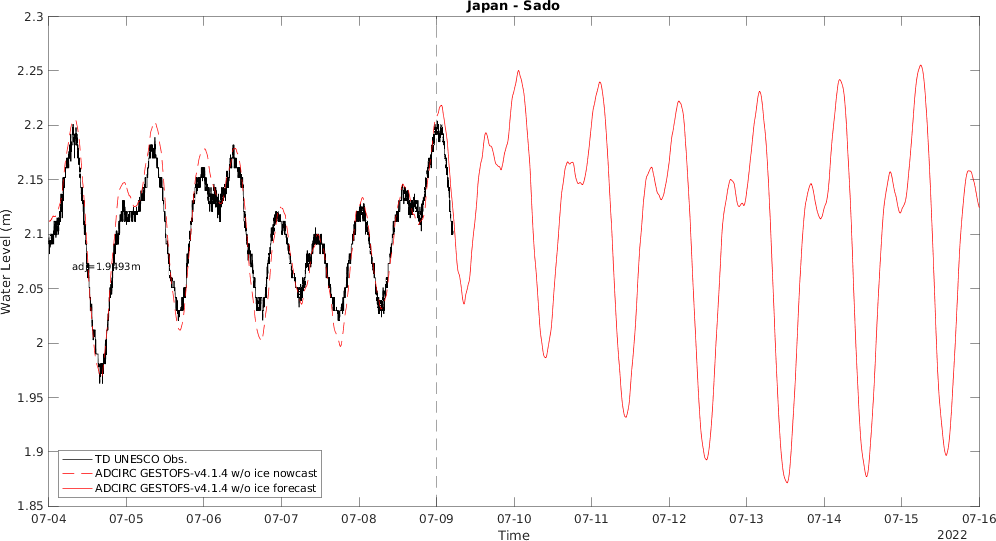 Japan - Sado
2.3
2.25
2.2
2.15
2.1
2.05
2
1.95
1.9
1.85
Water Level (m)
TD UNESCO Obs.
ADCIRC GESTOFS-v4.1.4 w/o ice nowcast
ADCIRC GESTOFS-v4.1.4 w/o ice forecast
07-04 07-05 07-06 07-07 07-08 07-09 07-10 07-11 07-12 07-13 07-14 07-15 07-16
Time
2022